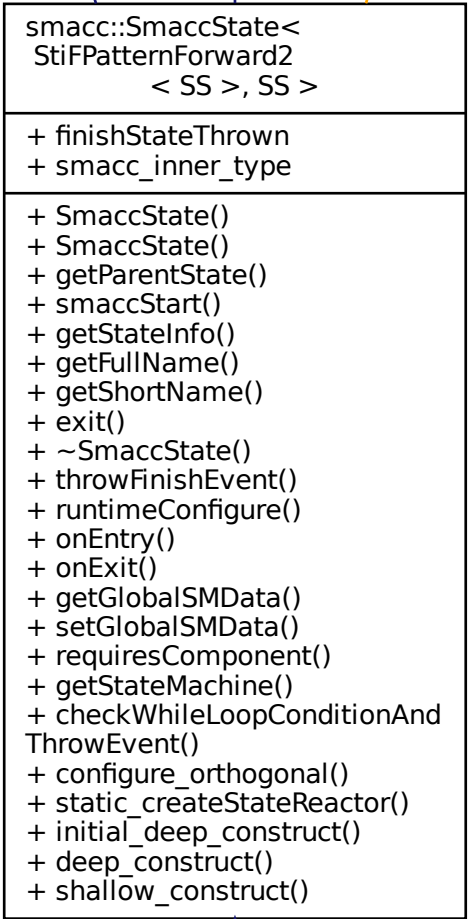 smacc::SmaccState<
StiFPatternForward2
< SS >, SS >
+ finishStateThrown
+ smacc_inner_type
+ SmaccState()
+ SmaccState()
+ getParentState()
+ smaccStart()
+ getStateInfo()
+ getFullName()
+ getShortName()
+ exit()
+ ~SmaccState()
+ throwFinishEvent()
+ runtimeConfigure()
+ onEntry()
+ onExit()
+ getGlobalSMData()
+ setGlobalSMData()
+ requiresComponent()
+ getStateMachine()
+ checkWhileLoopConditionAnd
ThrowEvent()
+ configure_orthogonal()
+ static_createStateReactor()
+ initial_deep_construct()
+ deep_construct()
+ shallow_construct()